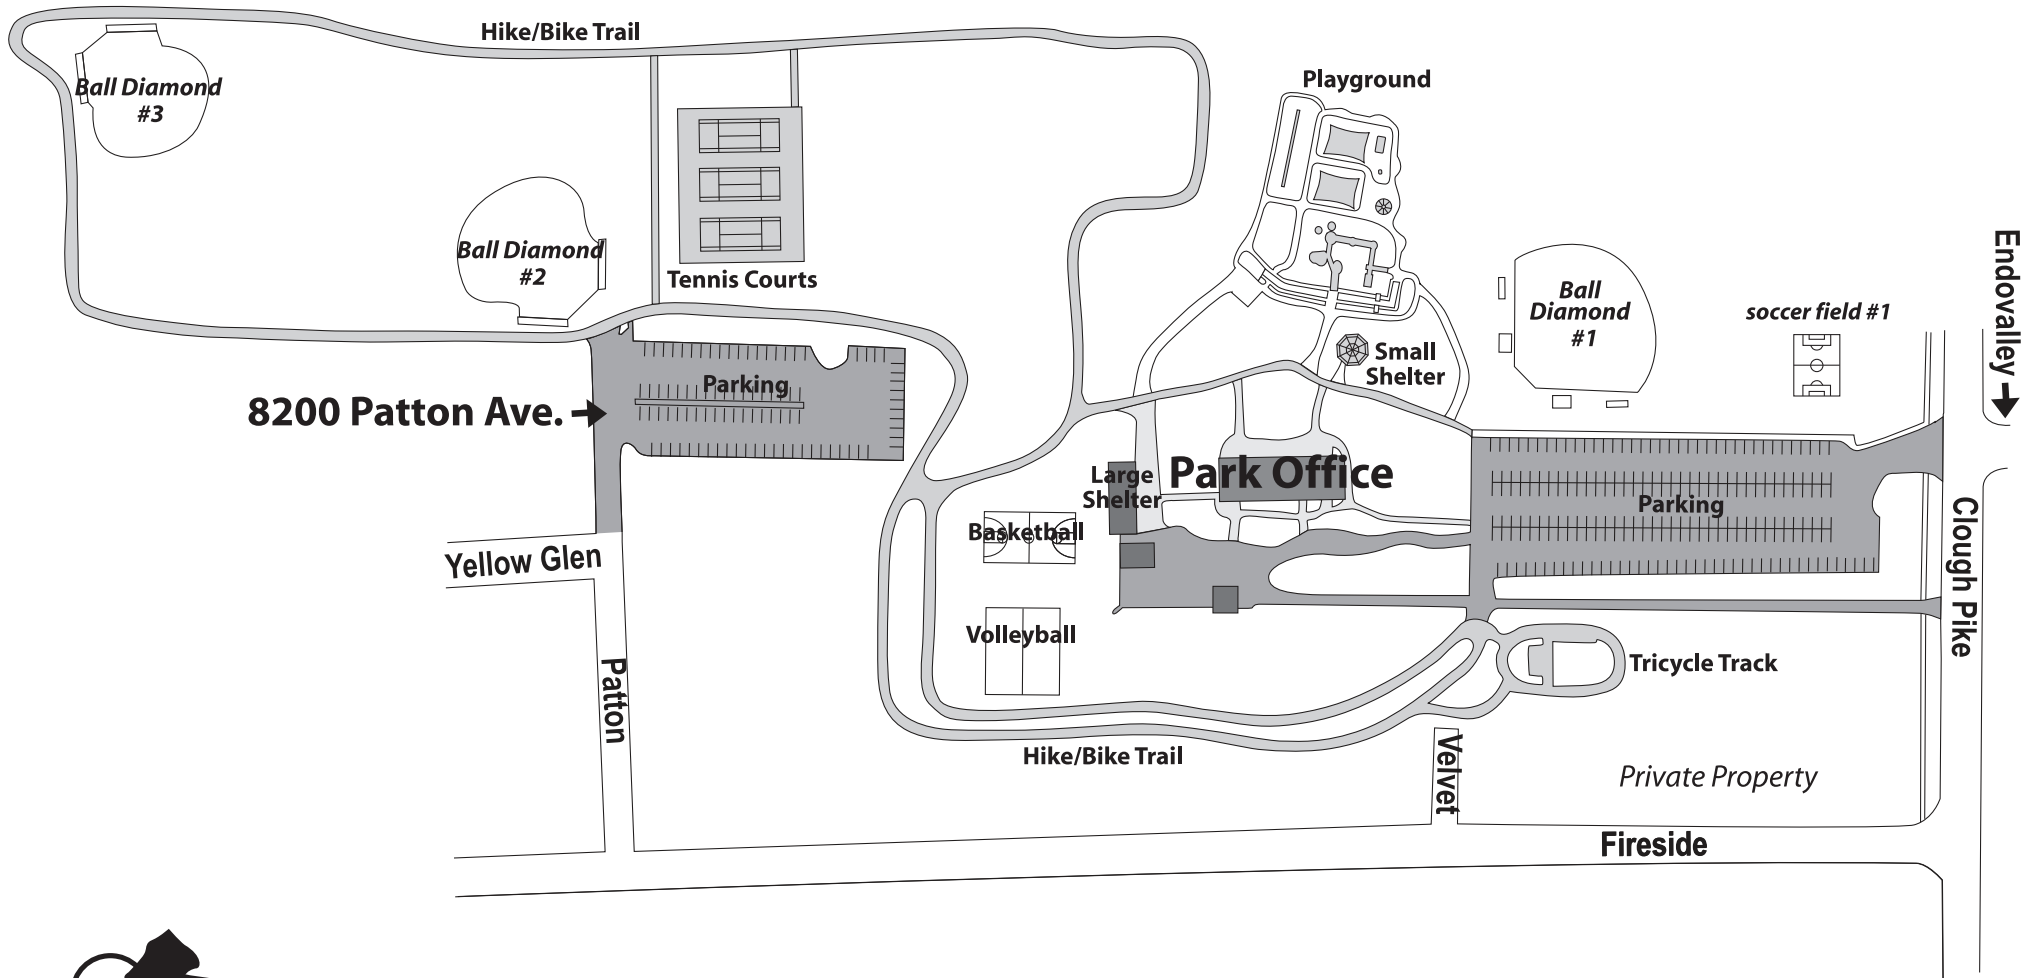 Hike/Bike Trail
Playground
Ball Diamond
#3
Ball Diamond
#2
Tennis Courts
Ball
Diamond
#1
soccer field #1
Endovalley
Small
Shelter
Parking
8200 Patton Ave.
Large
Shelter
Park Office
Parking
Basketball
Yellow Glen
Clough Pike
Volleyball
Tricycle Track
Patton
Hike/Bike Trail
Velvet
Private Property
Fireside